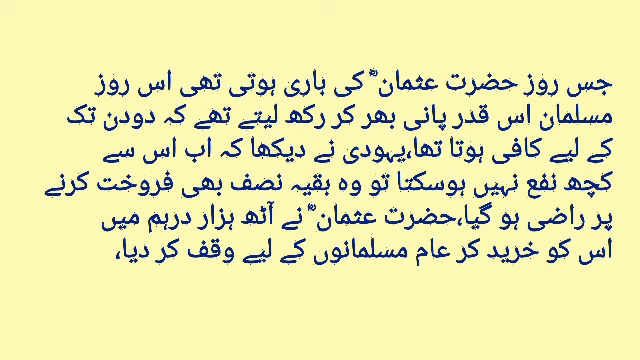 جس روز حضرت عثمانؓ کی باری ہوتی تھی اس روز
مسلمان اس قدر پانی بھر کر رکھ لیتے تھے کہ دودن تک
کے لیے کافی ہوتا تھا،یہودی نے دیکھا کہ اب اس سے
کچھ نفع نہیں ہوسکتا تو وہ بقیہ نصف بھی فروخت کرنے
پر راضی ہو گیا،حضرت عثمانؓ نے آٹھ ہزار درہم میں
اس کو خرید کر عام مسلمانوں کے لیے وقف کر دیا،